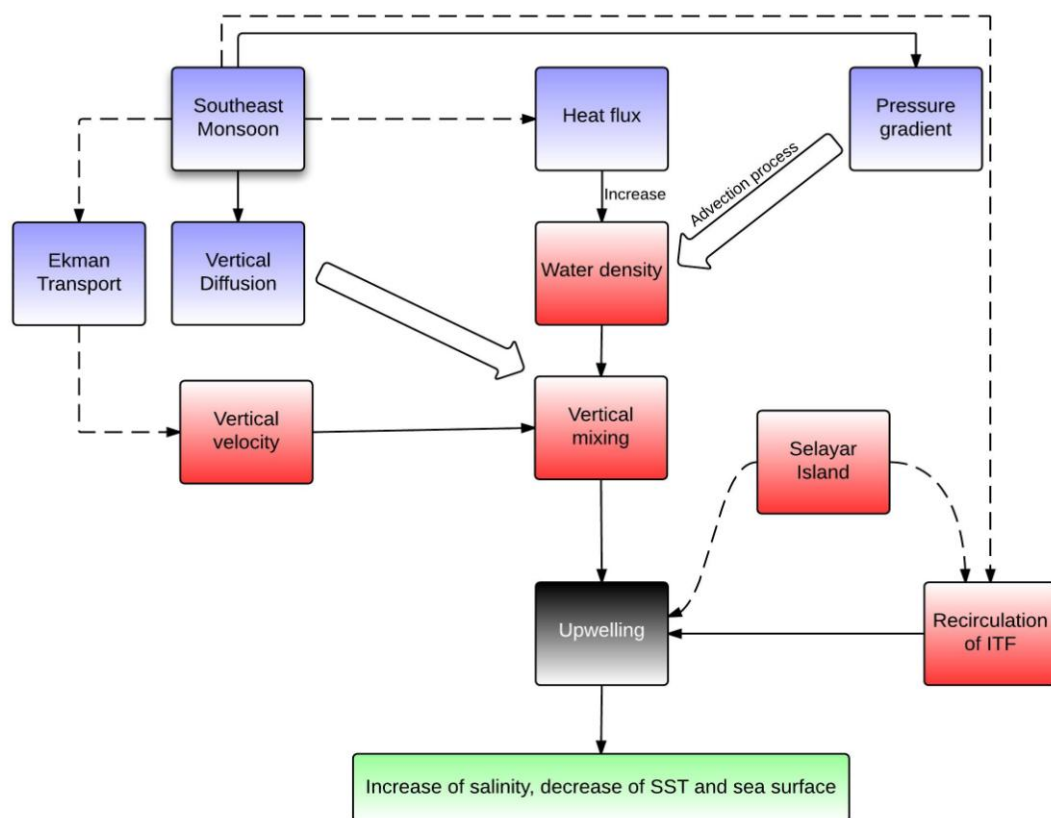 Southeast
Monsoon
Heat flux
Pressure
gradient
Increase
Advection process
Ekman
Transport
Vertical
Diffusion
Water density
Vertical
velocity
Vertical
mixing
Selayar
Island
Upwelling
Recirculation
of ITF
Increase of salinity, decrease of SST and sea surface